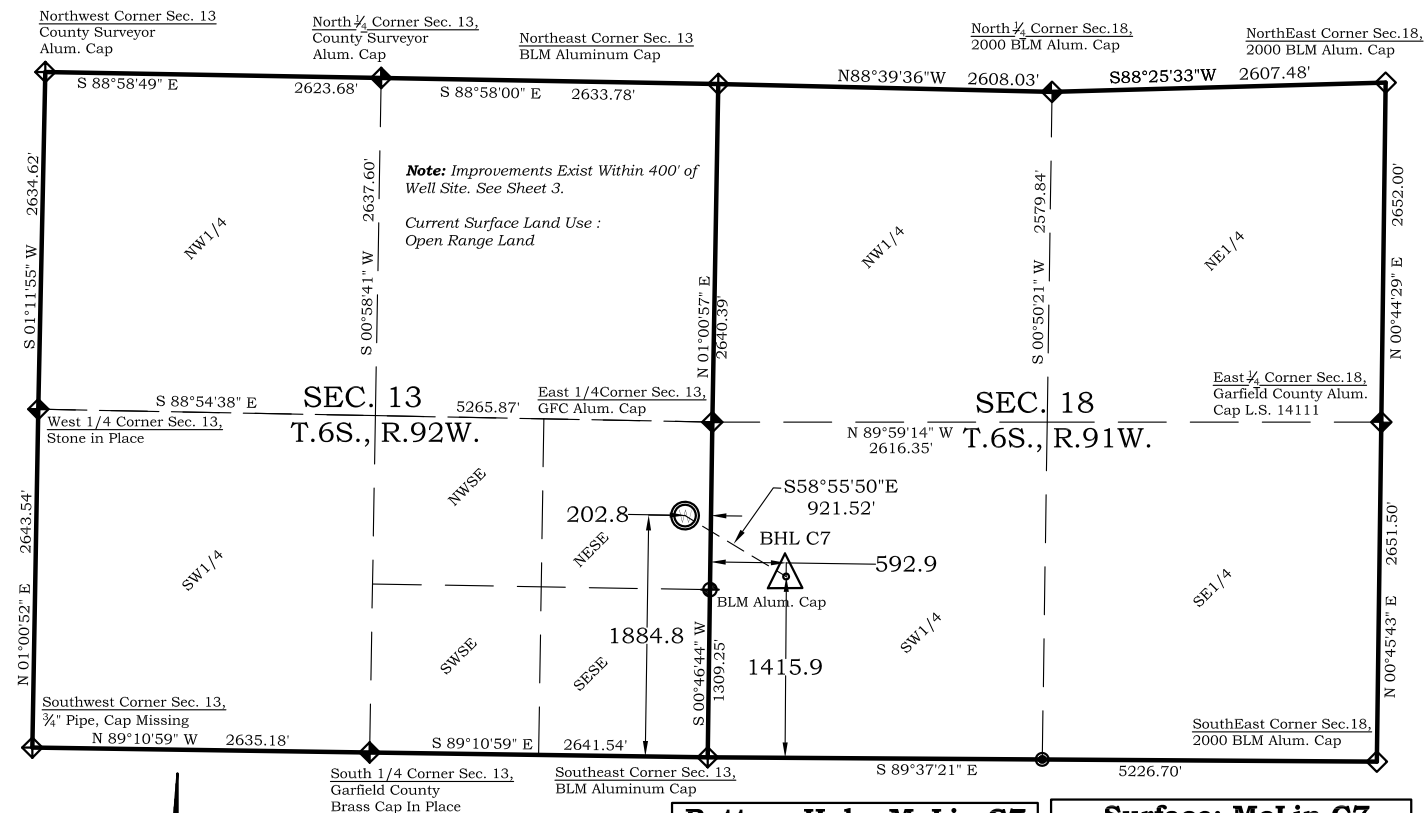 Northwest Corner Sec. 13
County Surveyor
Alum. Cap
North ¼ Corner Sec. 13,
County Surveyor
Alum. Cap
Northeast Corner Sec. 13
BLM Aluminum Cap
North ¼ Corner Sec.18,
2000 BLM Alum. Cap
NorthEast Corner Sec.18,
2000 BLM Alum. Cap
S 88°58'49" E 2623.68'
S 88°58'00" E 2633.78'
N88°39'36"W 2608.03'
S88°25'33"W 2607.48'
S 01°11'55" W 2634.62'
NW1/4
S 00°58'41" W 2637.60'
Note: Improvements Exist Within 400' of
Well Site. See Sheet 3.
Current Surface Land Use :
Open Range Land
N 01°00'57" E
2640.39'
NW1/4
S 00°50'21" W 2579.84'
NE1/4
N 00°44'29" E 2652.00'
S 88°54'38" E 5265.87'
SEC. 13
T.6S., R.92W.
East 1/4Corner Sec. 13,
GFC Alum. Cap
SEC. 18
T.6S., R.91W.
N 89°59'14" W
2616.35'
East ¼ Corner Sec.18,
Garfield County Alum.
Cap L.S. 14111
West 1/4 Corner Sec. 13,
Stone in Place
N 01°00'52" E 2643.54'
SW1/4
NWSE
NESE
SWSE
SESE
202.8
S58°55'50"E
921.52'
BHL C7
592.9
BLM Alum. Cap
1884.8
S 00°46'44" W
1309.25'
1415.9
SW1/4
SE1/4
N 00°45'43" E 2651.50'
Southwest Corner Sec. 13,
¾" Pipe, Cap Missing
N 89°10'59" W 2635.18'
S 89°10'59" E 2641.54'
South 1/4 Corner Sec. 13,
Garfield County
Brass Cap In Place
Southeast Corner Sec. 13,
BLM Aluminum Cap
SouthEast Corner Sec.18,
2000 BLM Alum. Cap
S 89°37'21" E 5226.70'
Surface: McLin C7